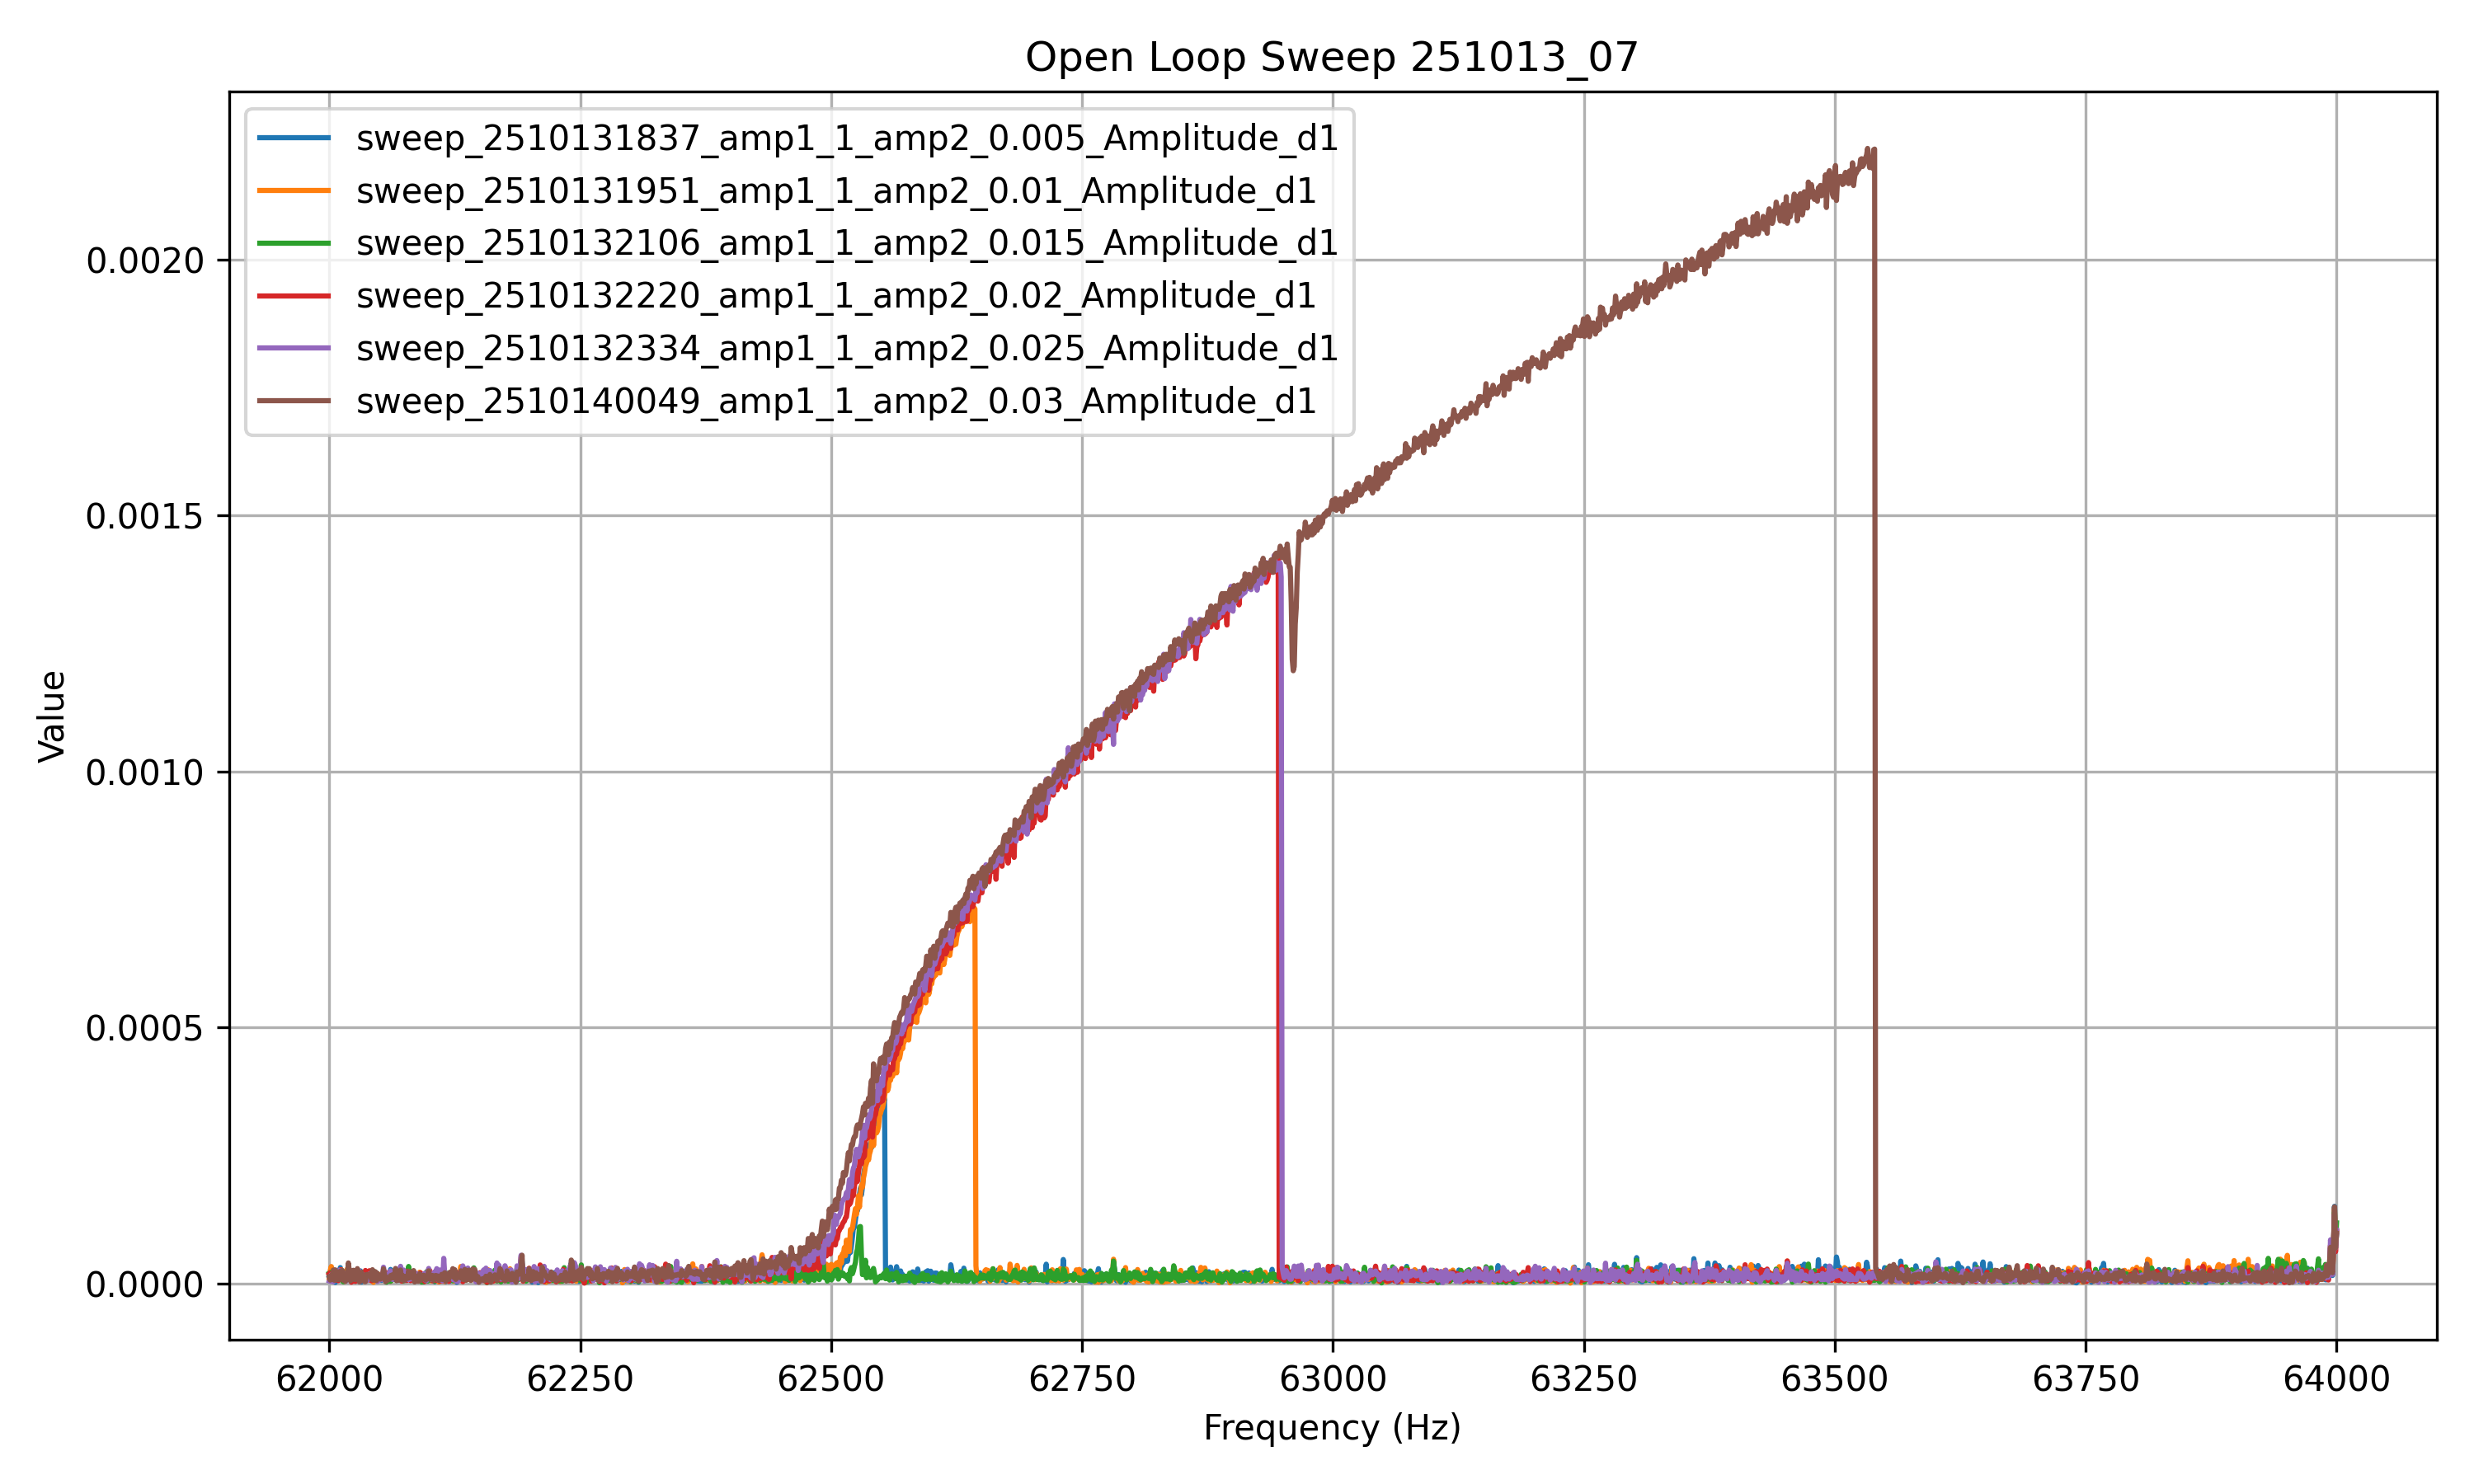 Open Loop Sweep 251013_07
sweep_2510131837_amp1_1_amp2_0.005_Amplitude_d1
sweep_2510131951_amp1_1_amp2_0.01_Amplitude_d1
sweep_2510132106_amp1_1_amp2_0.015_Amplitude_d1
sweep_2510132220_amp1_1_amp2_0.02_Amplitude_d1
sweep_2510132334_amp1_1_amp2_0.025_Amplitude_d1
sweep_2510140049_amp1_1_amp2_0.03_Amplitude_d1
Value
0.0020
0.0015
0.0010
0.0005
0.0000
62000 62250 62500 62750 63000 63250 63500 63750 64000
Frequency (Hz)